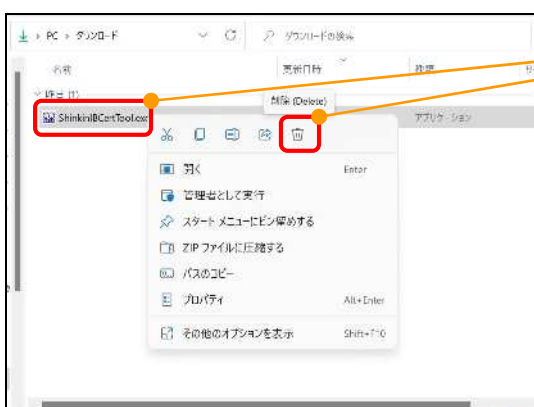 PC › ダウンロード
ダウンロードの検索
名前
更新日時
種類
昨日 (1)
削除 (Delete)
ShinkinIBCertTool.exe
アプリケーション
開く Enter
管理者として実行
スタート メニューにピン留めする
ZIP ファイルに圧縮する
パスのコピー
プロパティ Alt+Enter
その他のオプションを表示 Shift+F10